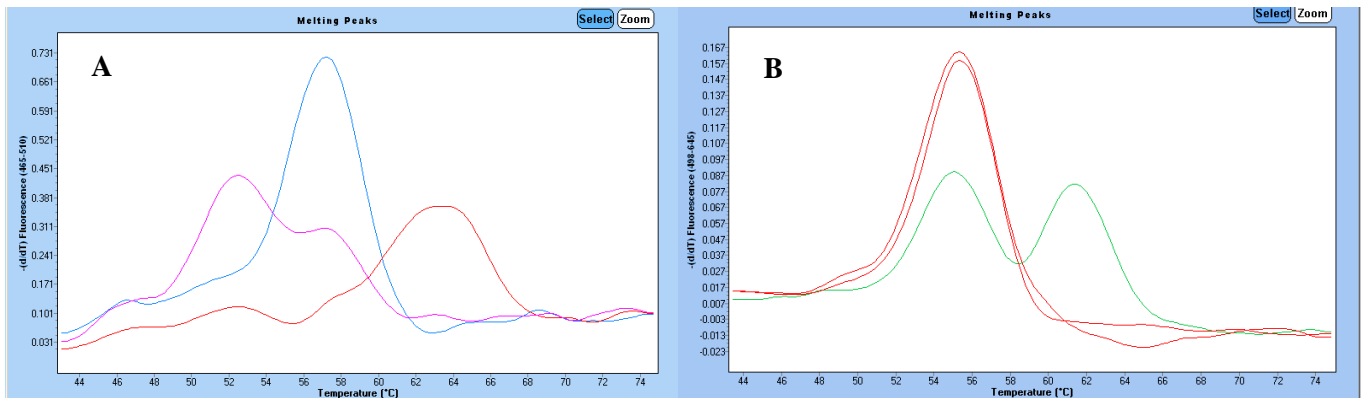 Melting Peaks
Select Zoom
A
-(d/dT) Fluorescence (465-510)
0.731
0.661
0.591
0.521
0.451
0.381
0.311
0.241
0.171
0.101
0.031
44 46 48 50 52 54 56 58 60 62 64 66 68 70 72 74
Temperature (°C)
Melting Peaks
Select Zoom
B
-(d/dT) Fluorescence (498-645)
0.167
0.157
0.147
0.137
0.127
0.117
0.107
0.097
0.087
0.077
0.067
0.057
0.047
0.037
0.027
0.017
0.007
-0.003
-0.013
-0.023
44 46 48 50 52 54 56 58 60 62 64 66 68 70 72 74
Temperature (°C)